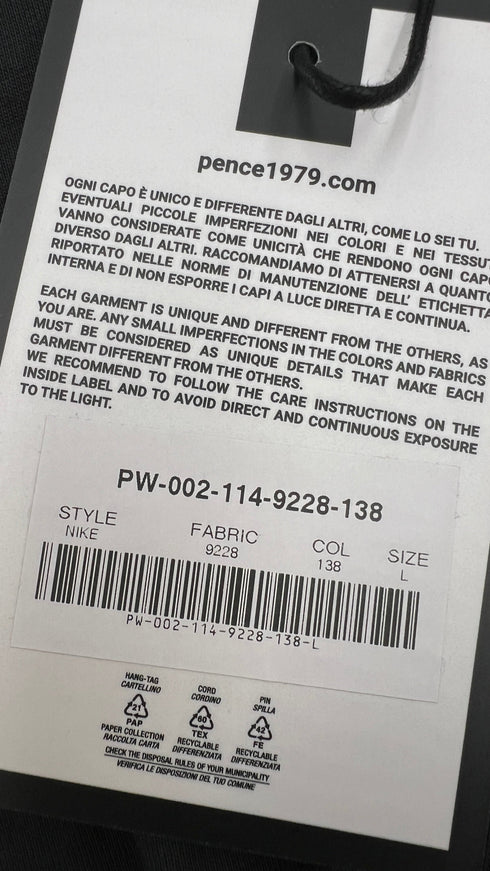 pence1979.com
OGNI CAPO È UNICO E DIFFERENTE DAGLI ALTRI, COME LO SEI TU.
EVENTUALI PICCOLE IMPERFEZIONI NEI COLORI E NEI TESSUT
VANNO CONSIDERATE COME UNICITÀ CHE RENDONO OGNI CAPO
DIVERSO DAGLI ALTRI. RACCOMANDIAMO DI ATTENERSI A QUANTO
RIPORTATO NELLE NORME DI MANUTENZIONE DELL' ETICHETTA
INTERNA E DI NON ESPORRE I CAPI A LUCE DIRETTA E CONTINUA.
EACH GARMENT IS UNIQUE AND DIFFERENT FROM THE OTHERS, AS
YOU ARE. ANY SMALL IMPERFECTIONS IN THE COLORS AND FABRICS
MUST BE CONSIDERED AS UNIQUE DETAILS THAT MAKE EACH
GARMENT DIFFERENT FROM THE OTHERS.
WE RECOMMEND TO FOLLOW THE CARE INSTRUCTIONS ON THE
INSIDE LABEL AND TO AVOID DIRECT AND CONTINUOUS EXPOSURE
TO THE LIGHT.
PW-002-114-9228-138
STYLE FABRIC COL SIZE
NIKE 9228 138 L
PW-002-114-9228-138-L
HANG-TAG CORD PIN
CARTELLINO CORDINO SPILLA
21 60 42
PAP TEX FE
PAPER COLLECTION RECYCLABLE RECYCLABLE
RACCOLTA CARTA DIFFERENZIATA DIFFERENZIATA
CHECK THE DISPOSAL RULES OF YOUR MUNICIPALITY
VERIFICA LE DISPOSIZIONI DEL TUO COMUNE